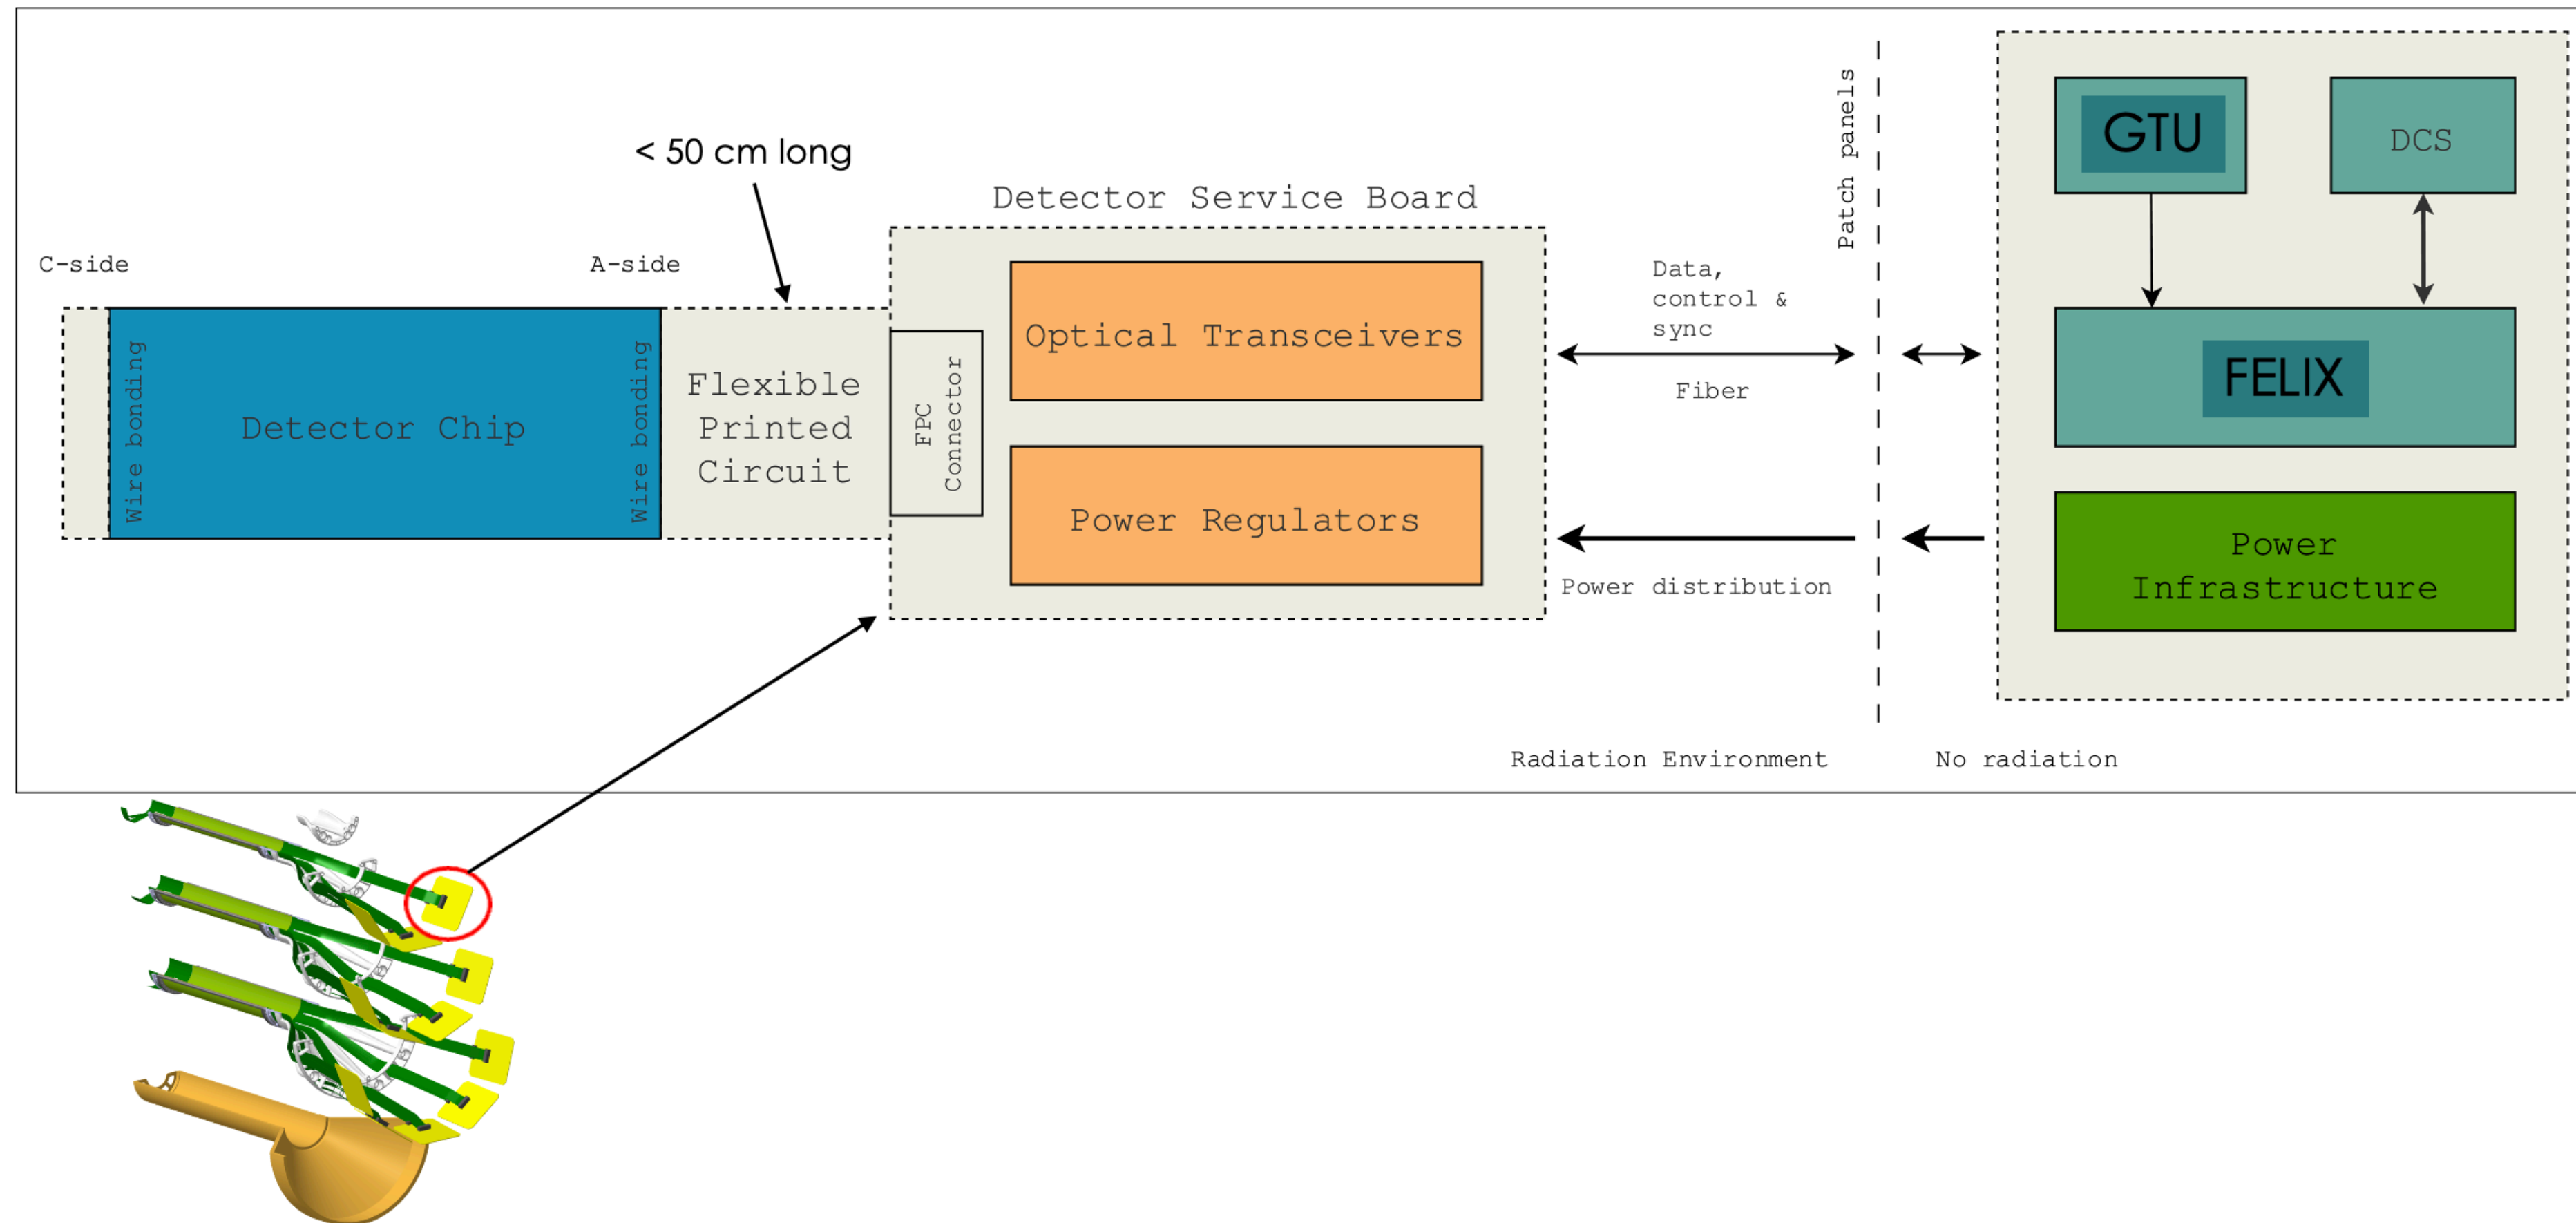 < 50 cm long
Detector Service Board
C-side
A-side
Wire bonding
Detector Chip
Wire bonding
Flexible
Printed
Circuit
FPC
Connector
Optical Transceivers
Power Regulators
Data,
control &
sync
Fiber
Power distribution
Patch panels
GTU
DCS
FELIX
Power
Infrastructure
Radiation Environment
No radiation